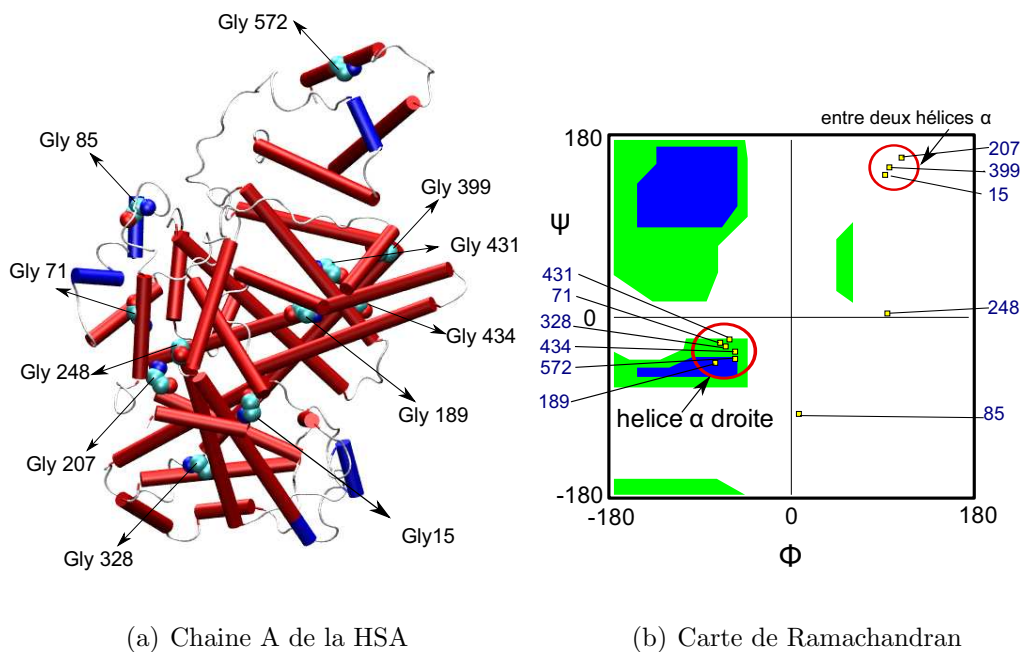 Gly 572
Gly 85
Gly 399
Gly 431
Gly 71
Gly 434
Gly 248
Gly 189
Gly 207
Gly15
Gly 328
entre deux hélices α
180
207
399
15
Ψ
431
71
248
0
328
434
572
189
85
helice α droite
-180
-180
0
180
Φ
(a) Chaine A de la HSA
(b) Carte de Ramachandran